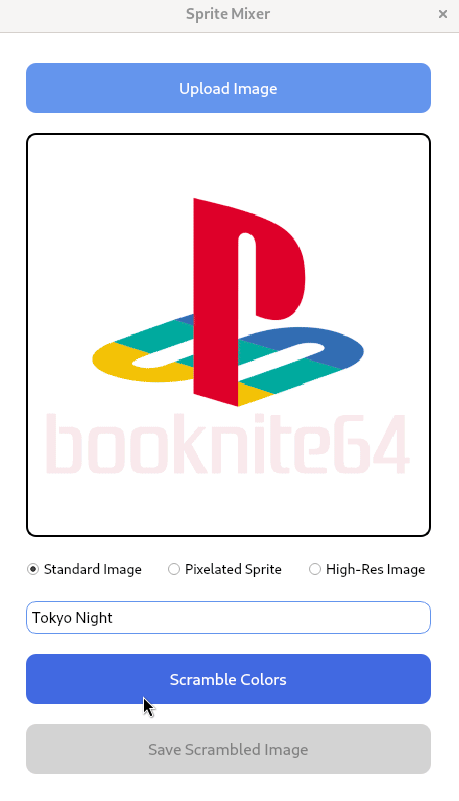 Sprite Mixer
Upload Image
booknite64
Standard Image Pixelated Sprite High-Res Image
Tokyo Night
Scramble Colors
Save Scrambled Image